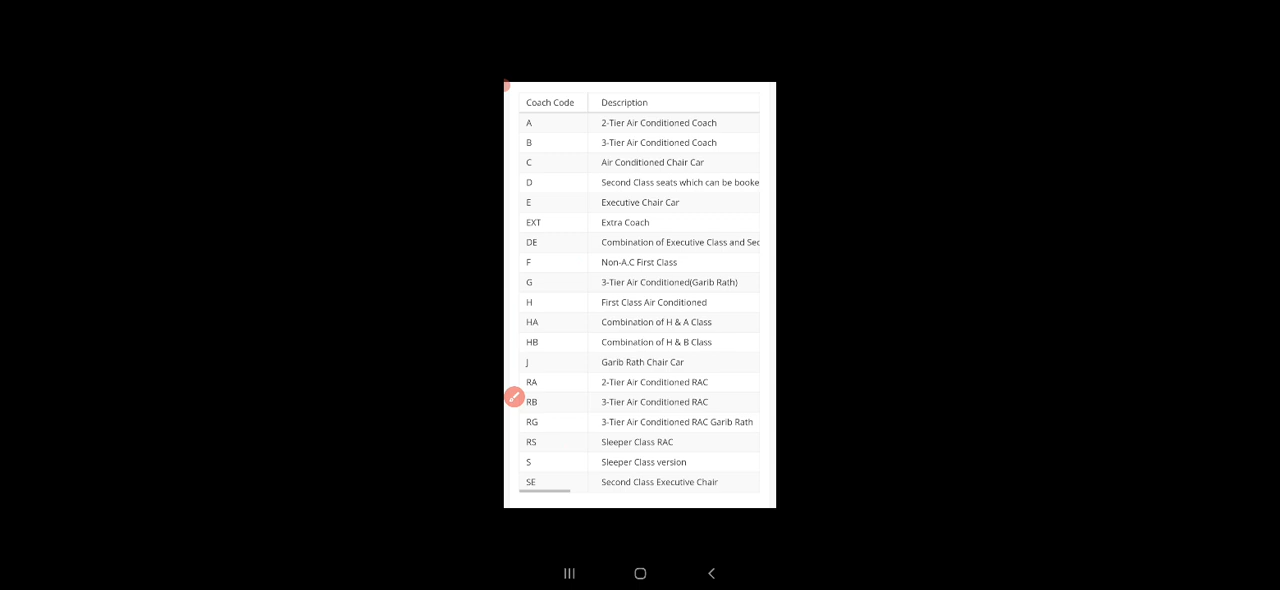 Coach Code Description
A 2-Tier Air Conditioned Coach
B 3-Tier Air Conditioned Coach
C Air Conditioned Chair Car
D Second Class seats which can be booke
E Executive Chair Car
EXT Extra Coach
DE Combination of Executive Class and Sec
F Non-A.C First Class
G 3-Tier Air Conditioned(Garib Rath)
H First Class Air Conditioned
HA Combination of H & A Class
HB Combination of H & B Class
J Garib Rath Chair Car
RA 2-Tier Air Conditioned RAC
RB 3-Tier Air Conditioned RAC
RG 3-Tier Air Conditioned RAC Garib Rath
RS Sleeper Class RAC
S Sleeper Class version
SE Second Class Executive Chair